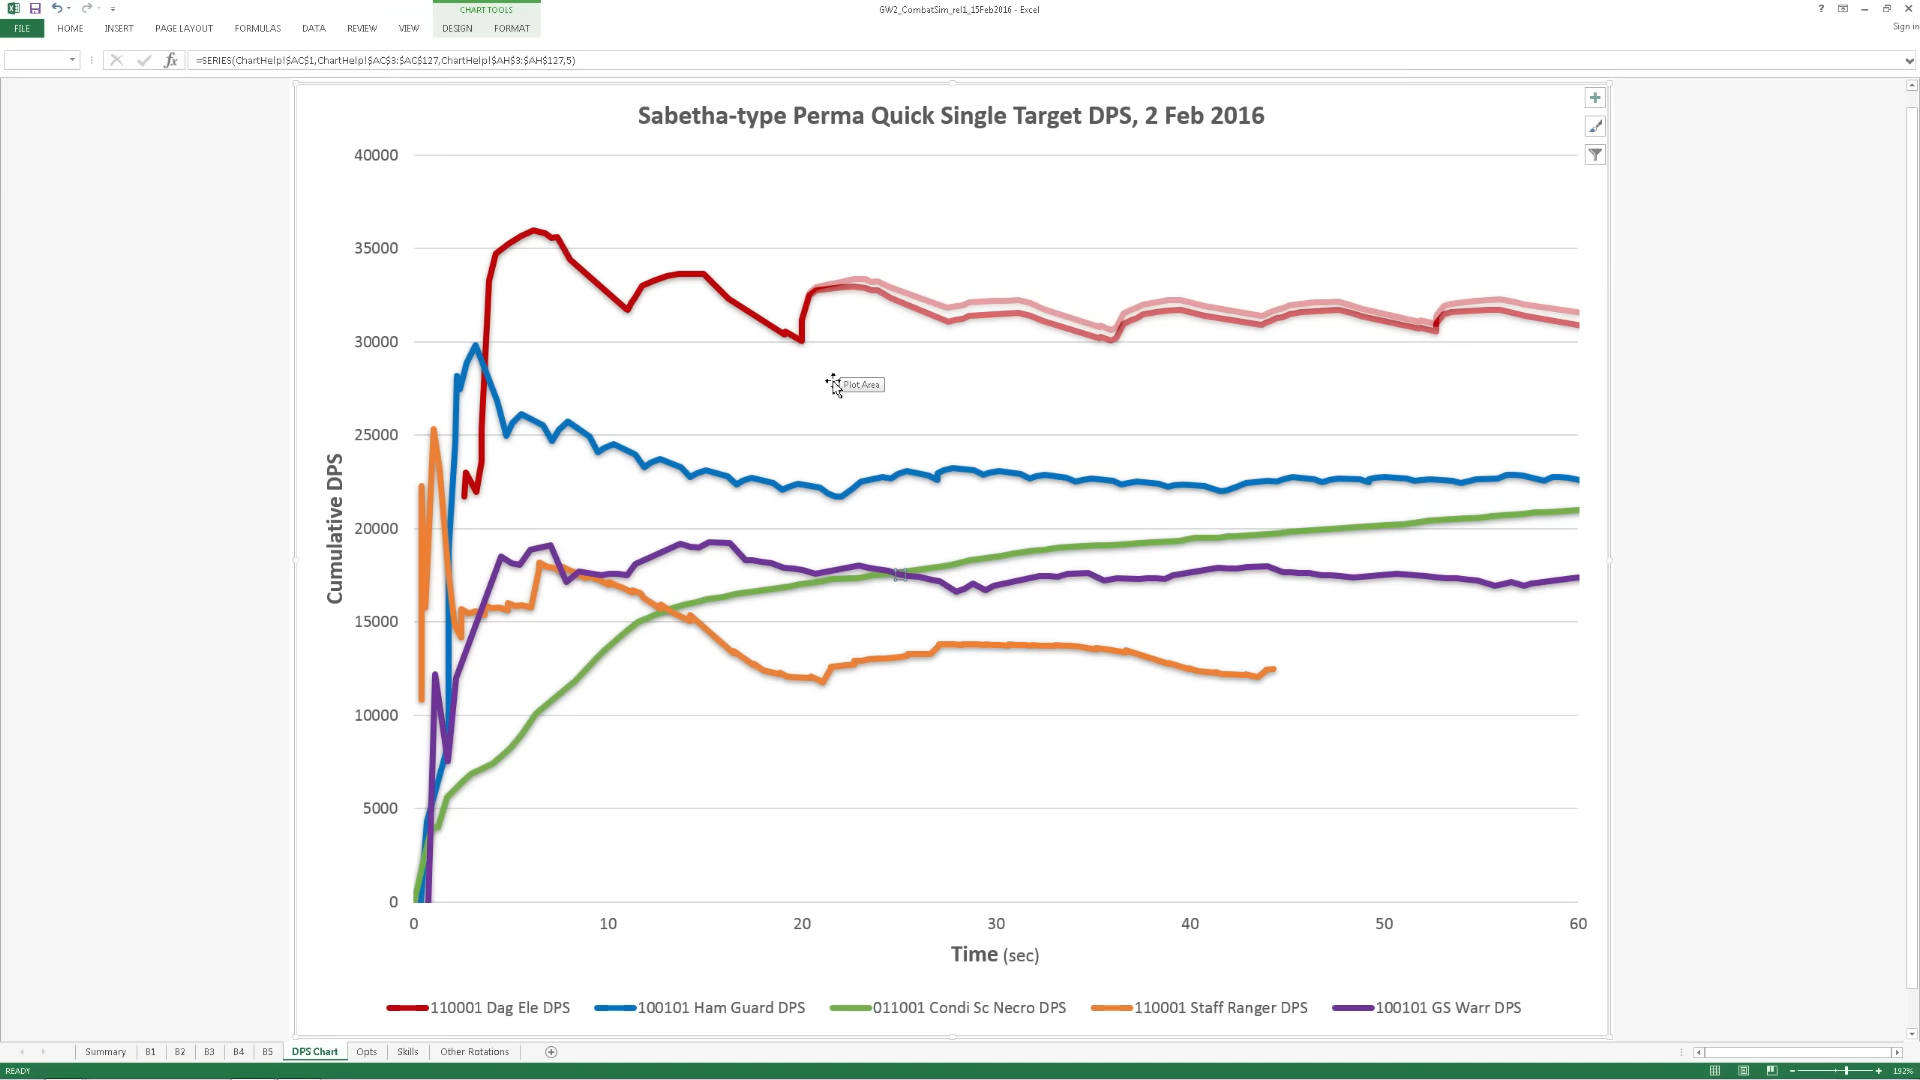 CHART TOOLS
GW2_CombatSim_rel1_15Feb2016 - Excel
?
Sign in
FILE HOME INSERT PAGE LAYOUT FORMULAS DATA REVIEW VIEW DESIGN FORMAT
fx =SERIES(ChartHelp!$AC$1,ChartHelp!$AC$3:$AC$127,ChartHelp!$AH$3:$AH$127,5)
Sabetha-type Perma Quick Single Target DPS, 2 Feb 2016
40000
35000
30000
25000
20000
15000
10000
5000
0
Cumulative DPS
Plot Area
0 10 20 30 40 50 60
Time (sec)
110001 Dag Ele DPS 100101 Ham Guard DPS 011001 Condi Sc Necro DPS 110001 Staff Ranger DPS 100101 GS Warr DPS
Summary B1 B2 B3 B4 B5 DPS Chart Opts Skills Other Rotations
READY
192%